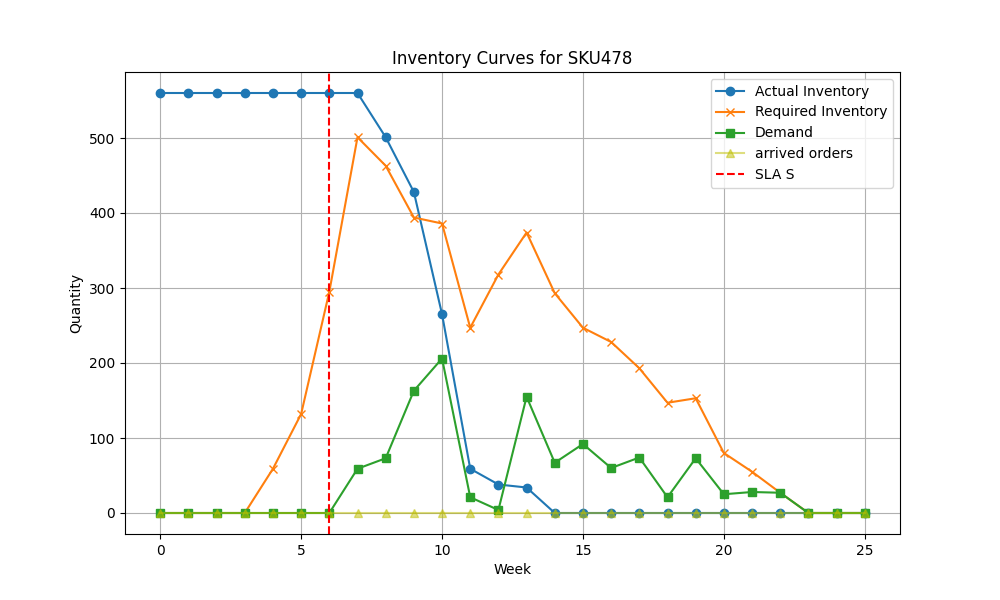 Inventory Curves for SKU478
Actual Inventory
Required Inventory
Demand
arrived orders
SLA S
Quantity
500
400
300
200
100
0
0 5 10 15 20 25
Week